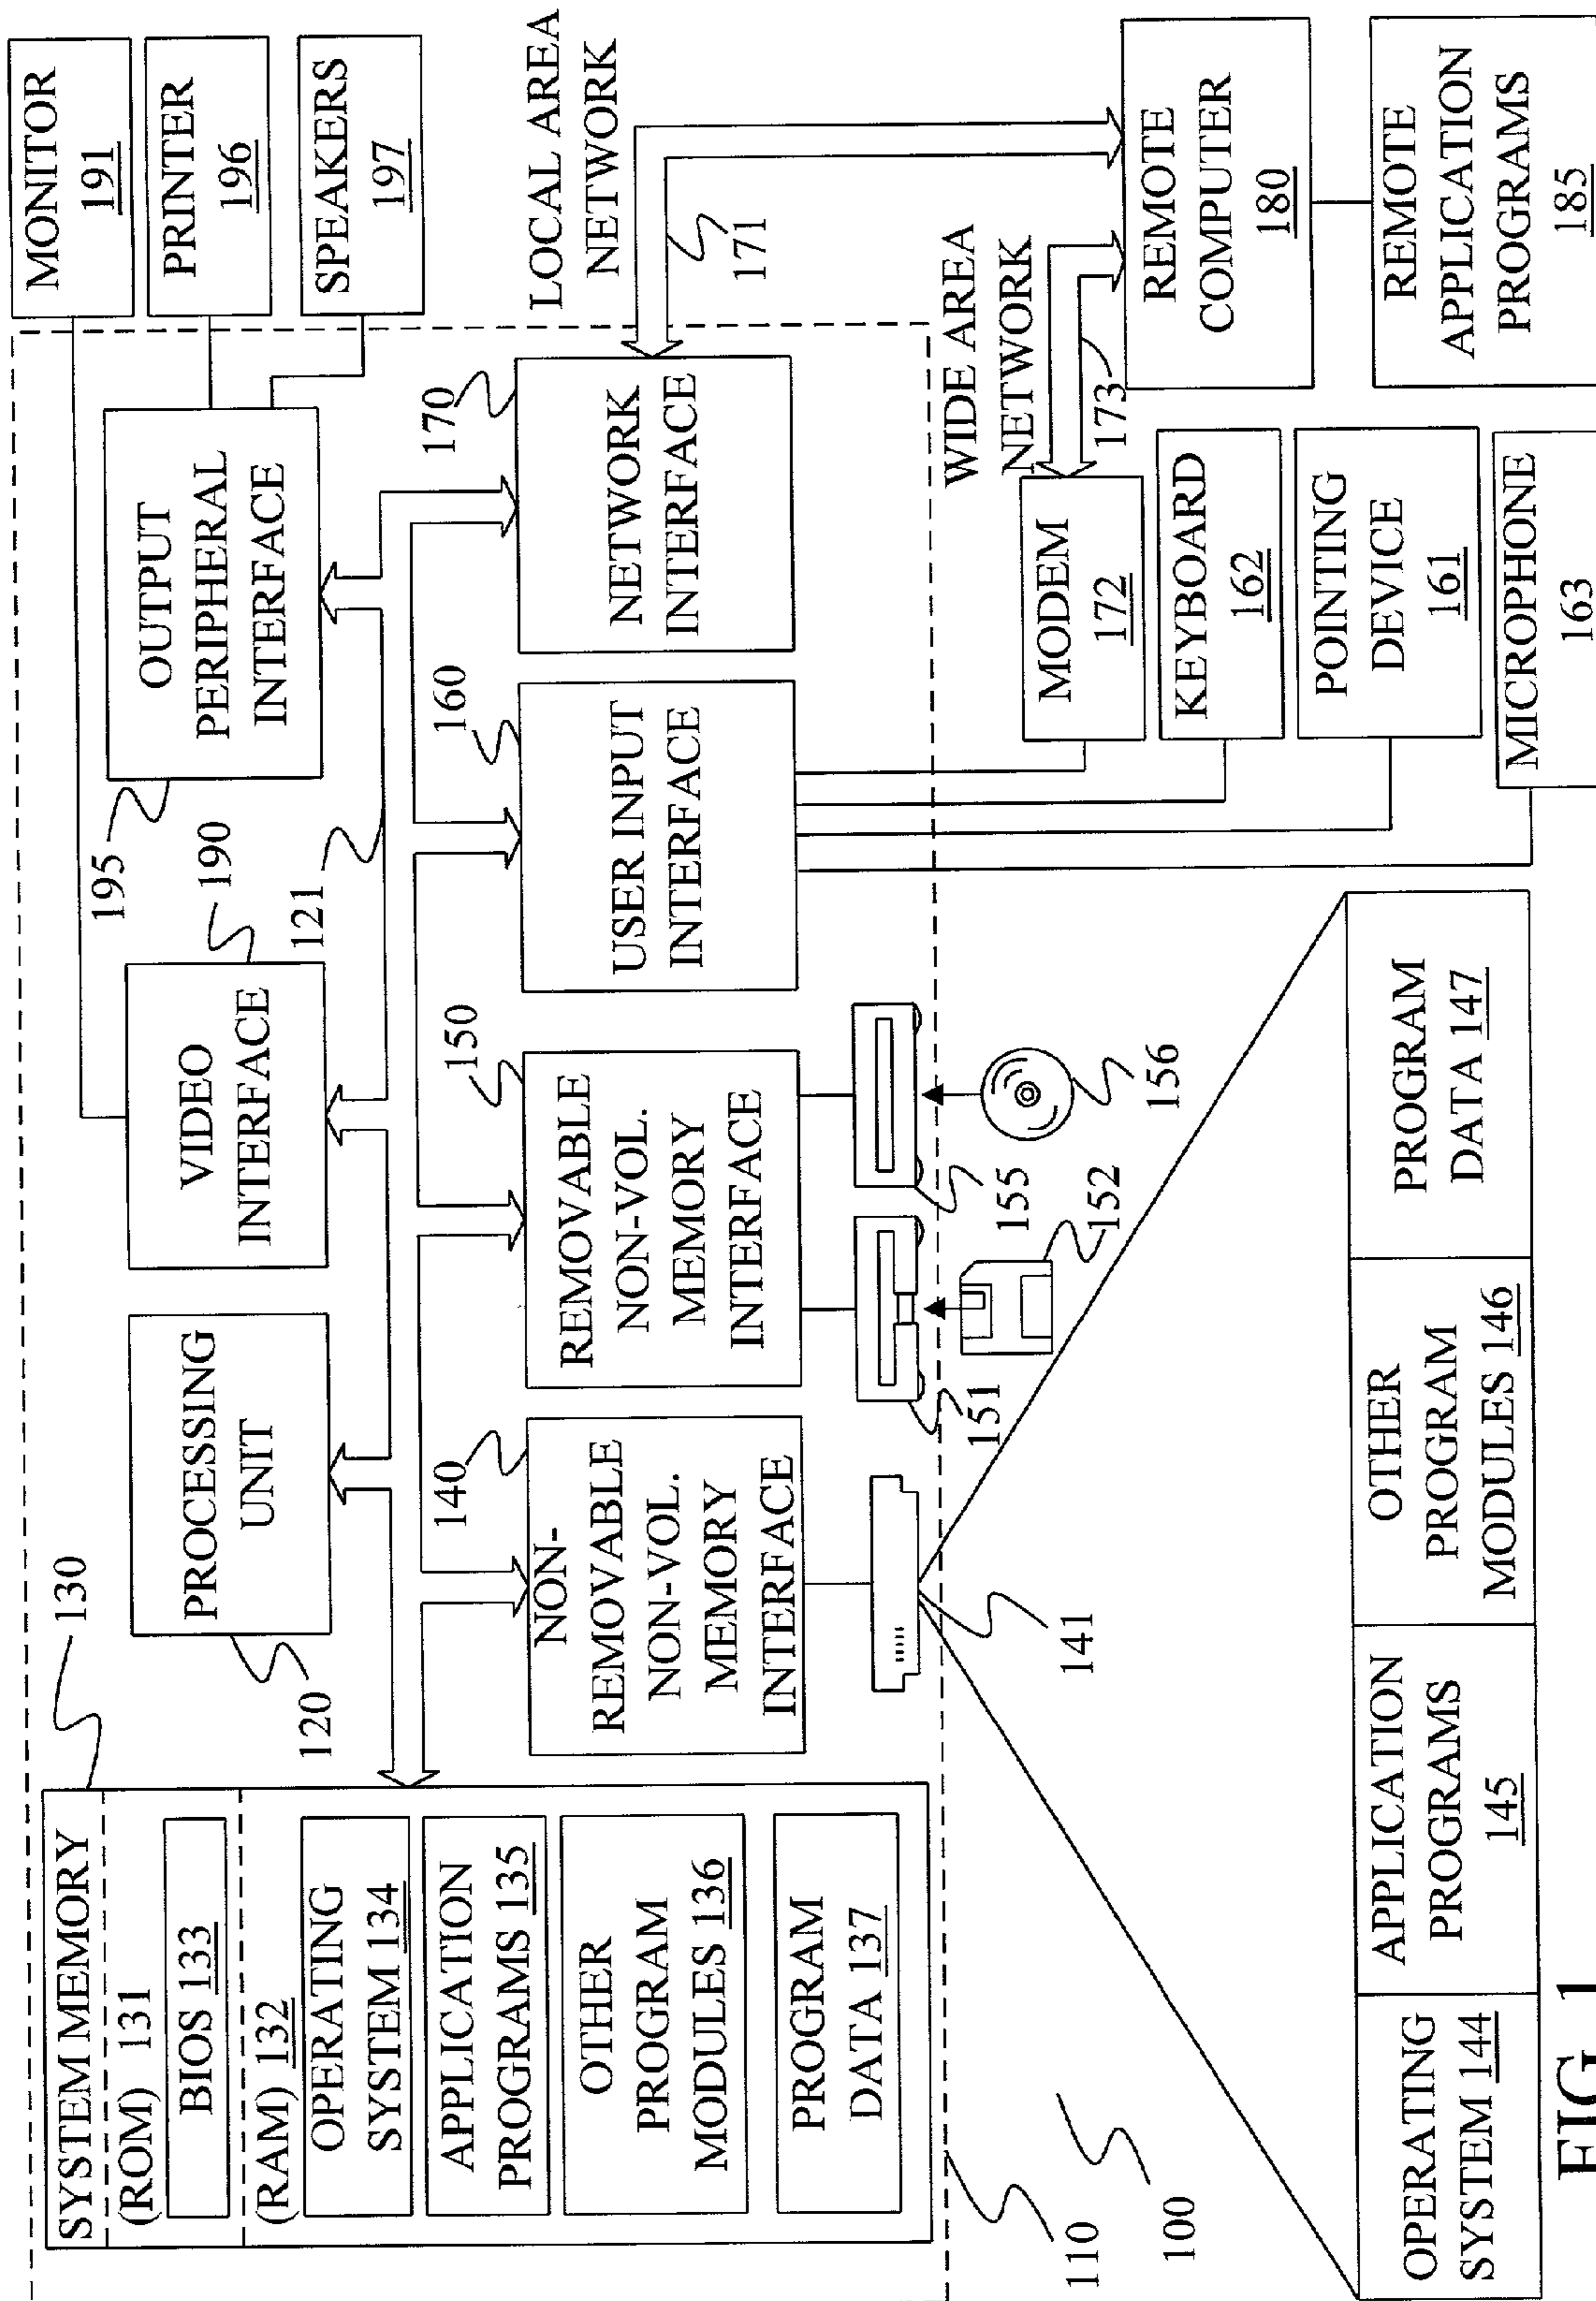 MONITOR
191
PRINTER
196
SPEAKERS
197
OUTPUT
PERIPHERAL
INTERFACE
195
VIDEO
INTERFACE
190
121
PROCESSING
UNIT
120
130
SYSTEM MEMORY
(ROM) 131
BIOS 133
(RAM) 132
OPERATING
SYSTEM 134
APPLICATION
PROGRAMS 135
OTHER
PROGRAM
MODULES 136
PROGRAM
DATA 137
140
NON-
REMOVABLE
NON-VOL.
MEMORY
INTERFACE
150
REMOVABLE
NON-VOL.
MEMORY
INTERFACE
160
USER INPUT
INTERFACE
170
NETWORK
INTERFACE
LOCAL AREA
NETWORK
171
141
151
152
155
156
WIDE AREA
NETWORK
173
MODEM
172
KEYBOARD
162
POINTING
DEVICE
161
MICROPHONE
163
REMOTE
COMPUTER
180
REMOTE
APPLICATION
PROGRAMS
185
110
100
OPERATING
SYSTEM 144
APPLICATION
PROGRAMS
145
OTHER
PROGRAM
MODULES 146
PROGRAM
DATA 147
FIG. 1